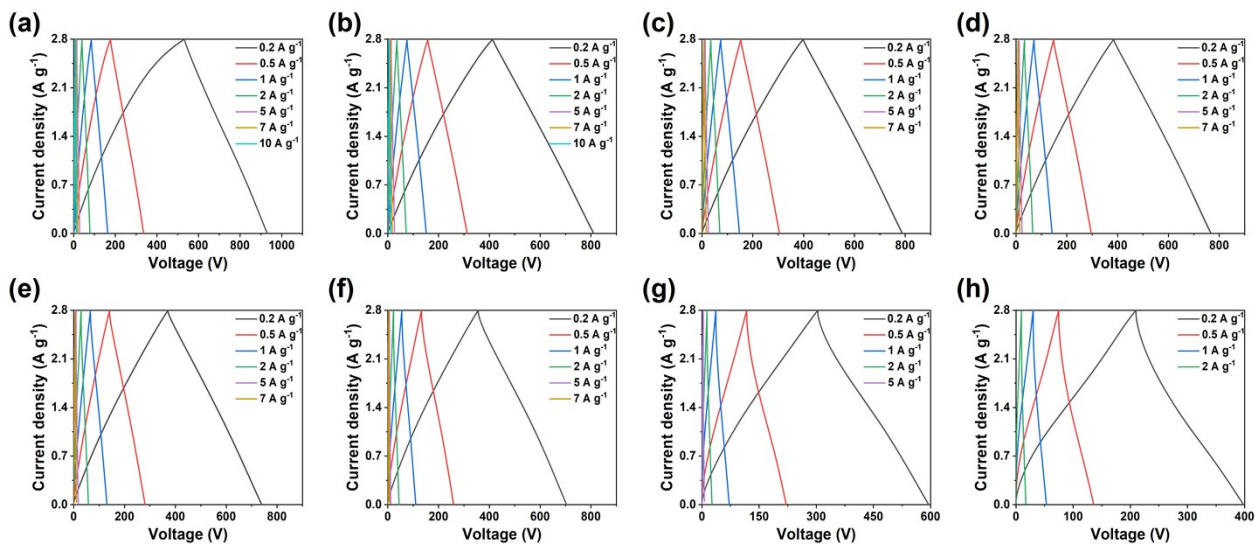 (a)
Current density (A g⁻¹)
2.8
2.1
1.4
0.7
0.0
0.2 A g⁻¹
0.5 A g⁻¹
1 A g⁻¹
2 A g⁻¹
5 A g⁻¹
7 A g⁻¹
10 A g⁻¹
0 200 400 600 800 1000
Voltage (V)
(b)
Current density (A g⁻¹)
2.8
2.1
1.4
0.7
0.0
0.2 A g⁻¹
0.5 A g⁻¹
1 A g⁻¹
2 A g⁻¹
5 A g⁻¹
7 A g⁻¹
10 A g⁻¹
0 200 400 600 800
Voltage (V)
(c)
Current density (A g⁻¹)
2.8
2.1
1.4
0.7
0.0
0.2 A g⁻¹
0.5 A g⁻¹
1 A g⁻¹
2 A g⁻¹
5 A g⁻¹
7 A g⁻¹
0 200 400 600 800
Voltage (V)
(d)
Current density (A g⁻¹)
2.8
2.1
1.4
0.7
0.0
0.2 A g⁻¹
0.5 A g⁻¹
1 A g⁻¹
2 A g⁻¹
5 A g⁻¹
7 A g⁻¹
0 200 400 600 800
Voltage (V)
(e)
Current density (A g⁻¹)
2.8
2.1
1.4
0.7
0.0
0.2 A g⁻¹
0.5 A g⁻¹
1 A g⁻¹
2 A g⁻¹
5 A g⁻¹
7 A g⁻¹
0 200 400 600 800
Voltage (V)
(f)
Current density (A g⁻¹)
2.8
2.1
1.4
0.7
0.0
0.2 A g⁻¹
0.5 A g⁻¹
1 A g⁻¹
2 A g⁻¹
5 A g⁻¹
7 A g⁻¹
0 200 400 600 800
Voltage (V)
(g)
Current density (A g⁻¹)
2.8
2.1
1.4
0.7
0.0
0.2 A g⁻¹
0.5 A g⁻¹
1 A g⁻¹
2 A g⁻¹
5 A g⁻¹
0 150 300 450 600
Voltage (V)
(h)
Current density (A g⁻¹)
2.8
2.1
1.4
0.7
0.0
0.2 A g⁻¹
0.5 A g⁻¹
1 A g⁻¹
2 A g⁻¹
0 100 200 300 400
Voltage (V)